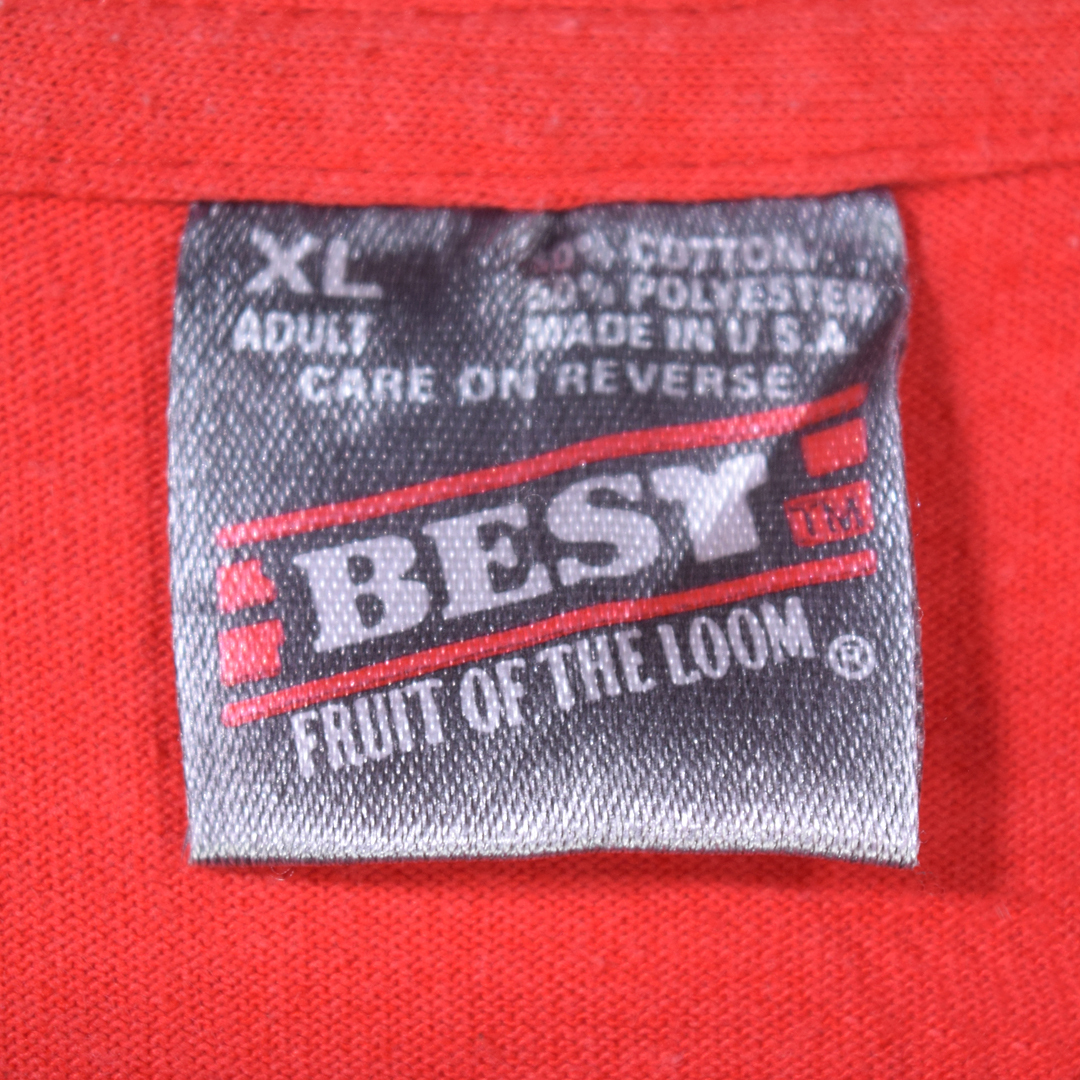 XL
COTTON
50% POLYESTER
ADULT
MADE IN U.S.A.
CARE ON REVERSE
BEST
TM
FRUIT OF THE LOOM ®